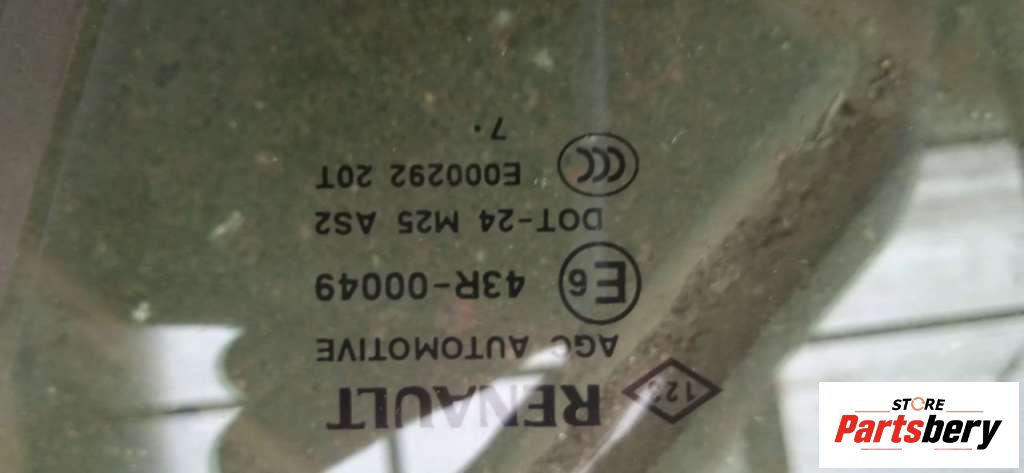 RENAULT
AGC AUTOMOTIVE
E6 43R-00049
DOT-24 M25 AS2
CCC E000292 20T
7.
STORE
Partsbery